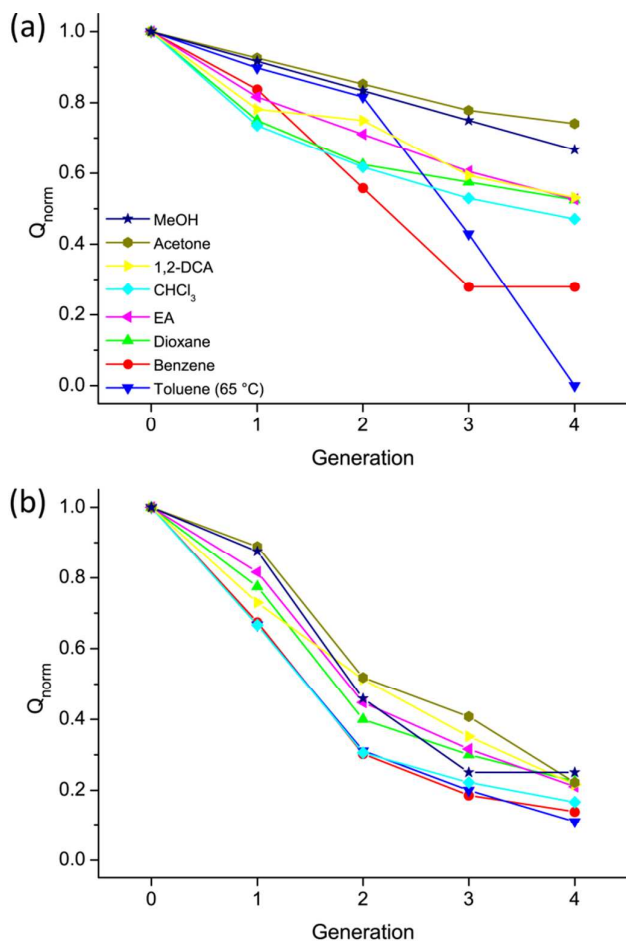 (a)
1.0
0.8
0.6
0.4
0.2
0.0
Qnorm
MeOH
Acetone
1,2-DCA
CHCl₃
EA
Dioxane
Benzene
Toluene (65 °C)
0 1 2 3 4
Generation
(b)
1.0
0.8
0.6
0.4
0.2
0.0
Qnorm
0 1 2 3 4
Generation